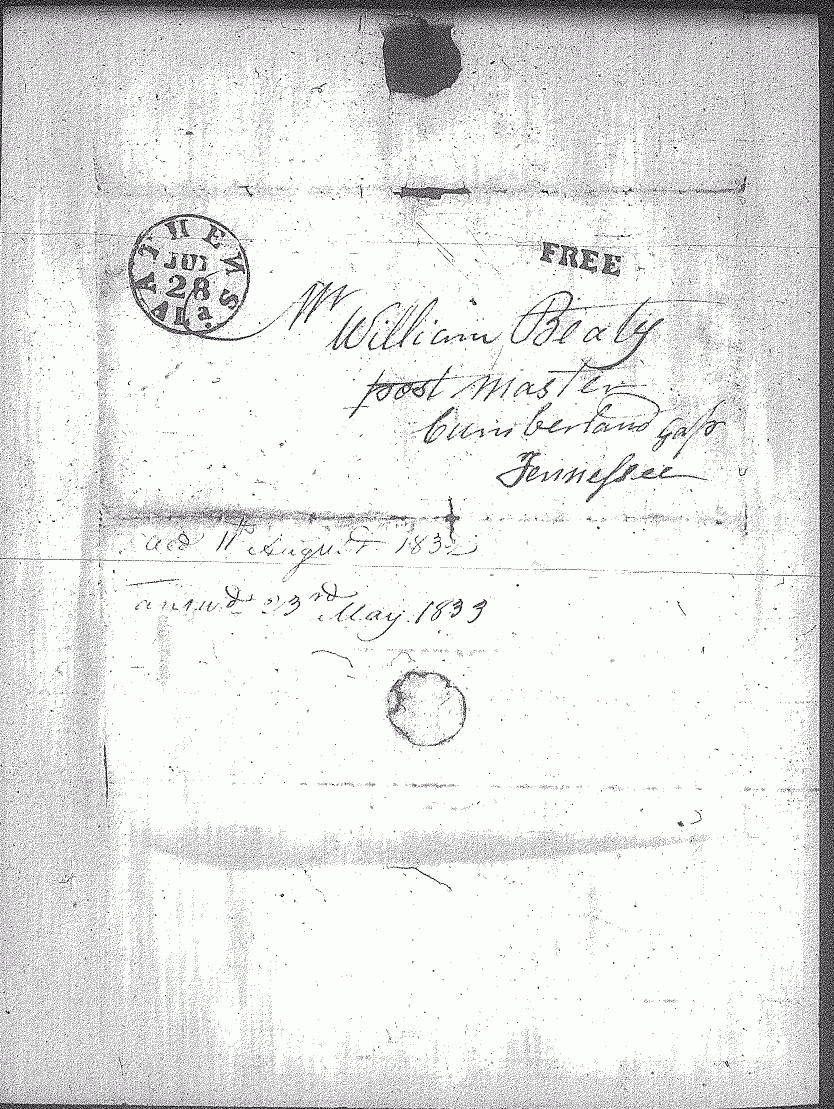 ATHENS
JUL
28
ALa.
FREE
Mr
William Bealy
post master
Cumberland Gap
Tennessee
Recd 11th August 1832
answd 23rd May 1833